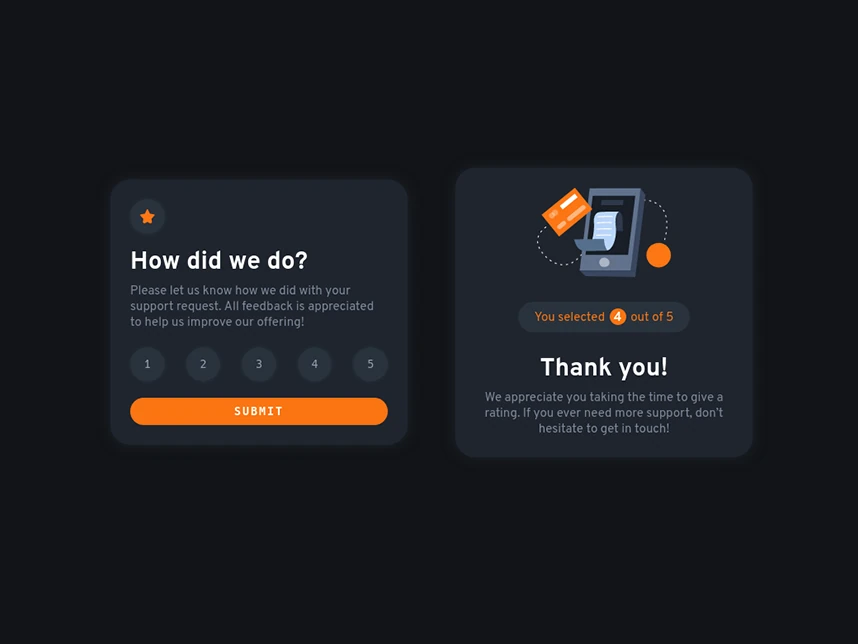 How did we do?
Please let us know how we did with your
support request. All feedback is appreciated
to help us improve our offering!
1 2 3 4 5
SUBMIT
You selected 4 out of 5
Thank you!
We appreciate you taking the time to give a
rating. If you ever need more support, don't
hesitate to get in touch!